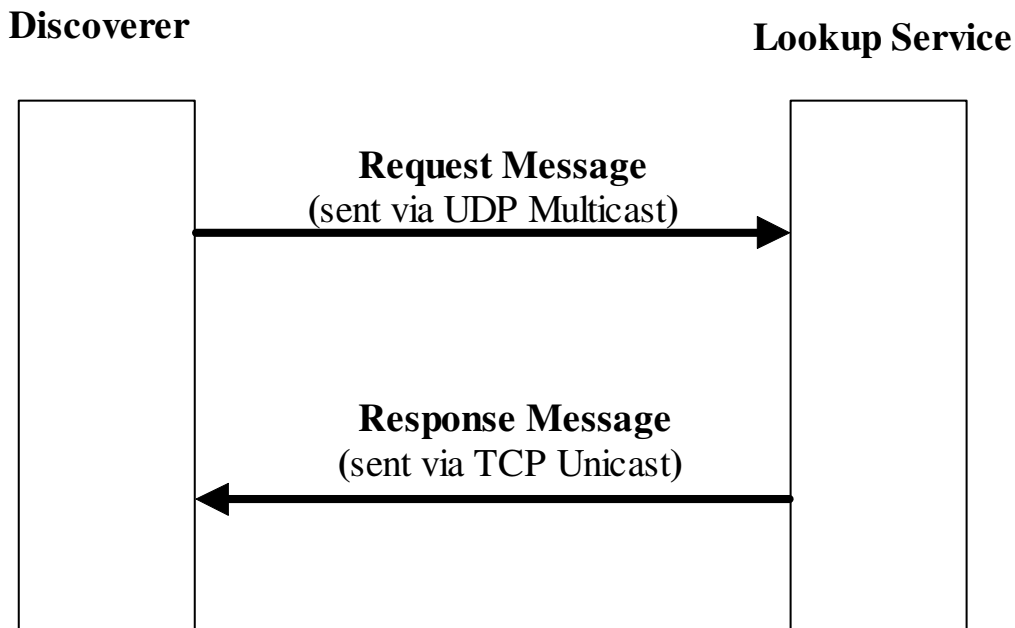 Discoverer
Lookup Service
Request Message
(sent via UDP Multicast)
Response Message
(sent via TCP Unicast)